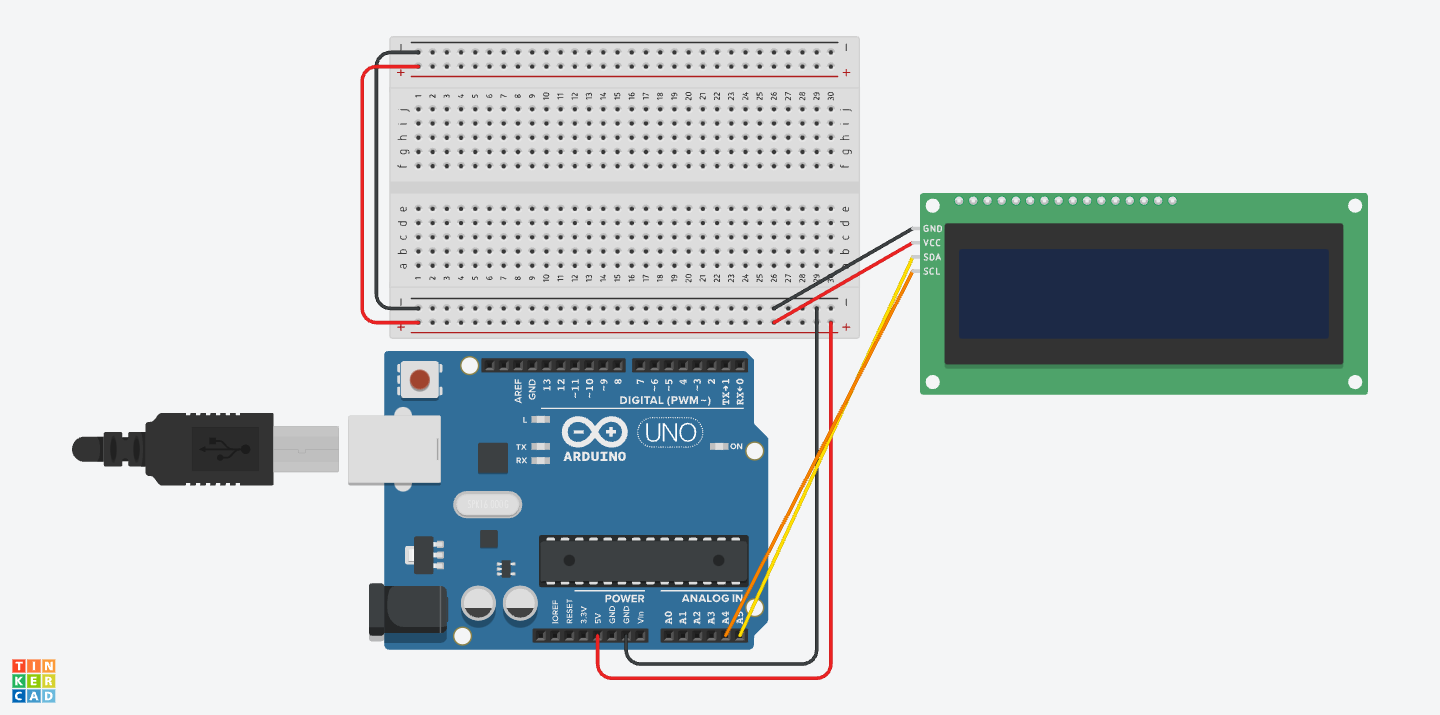 − −
+ +
1 2 3 4 5 6 7 8 9 10 11 12 13 14 15 16 17 18 19 20 21 22 23 24 25 26 27 28 29 30
j j
i i
h h
g g
f f
e e
d d
c c
b b
a a
1 2 3 4 5 6 7 8 9 10 11 12 13 14 15 16 17 18 19 20 21 22 23 24 25 26 27 28 29 30
− −
+ +
GND
VCC
SDA
SCL
AREF GND 13 12 ~11 ~10 ~9 8 7 ~6 ~5 4 ~3 2 TX→1 RX←0
DIGITAL (PWM~)
L
TX
RX
UNO
ON
ARDUINO
POWER ANALOG IN
IOREF RESET 3.3V 5V GND GND Vin A0 A1 A2 A3 A4 A5
TIN
KER
CAD